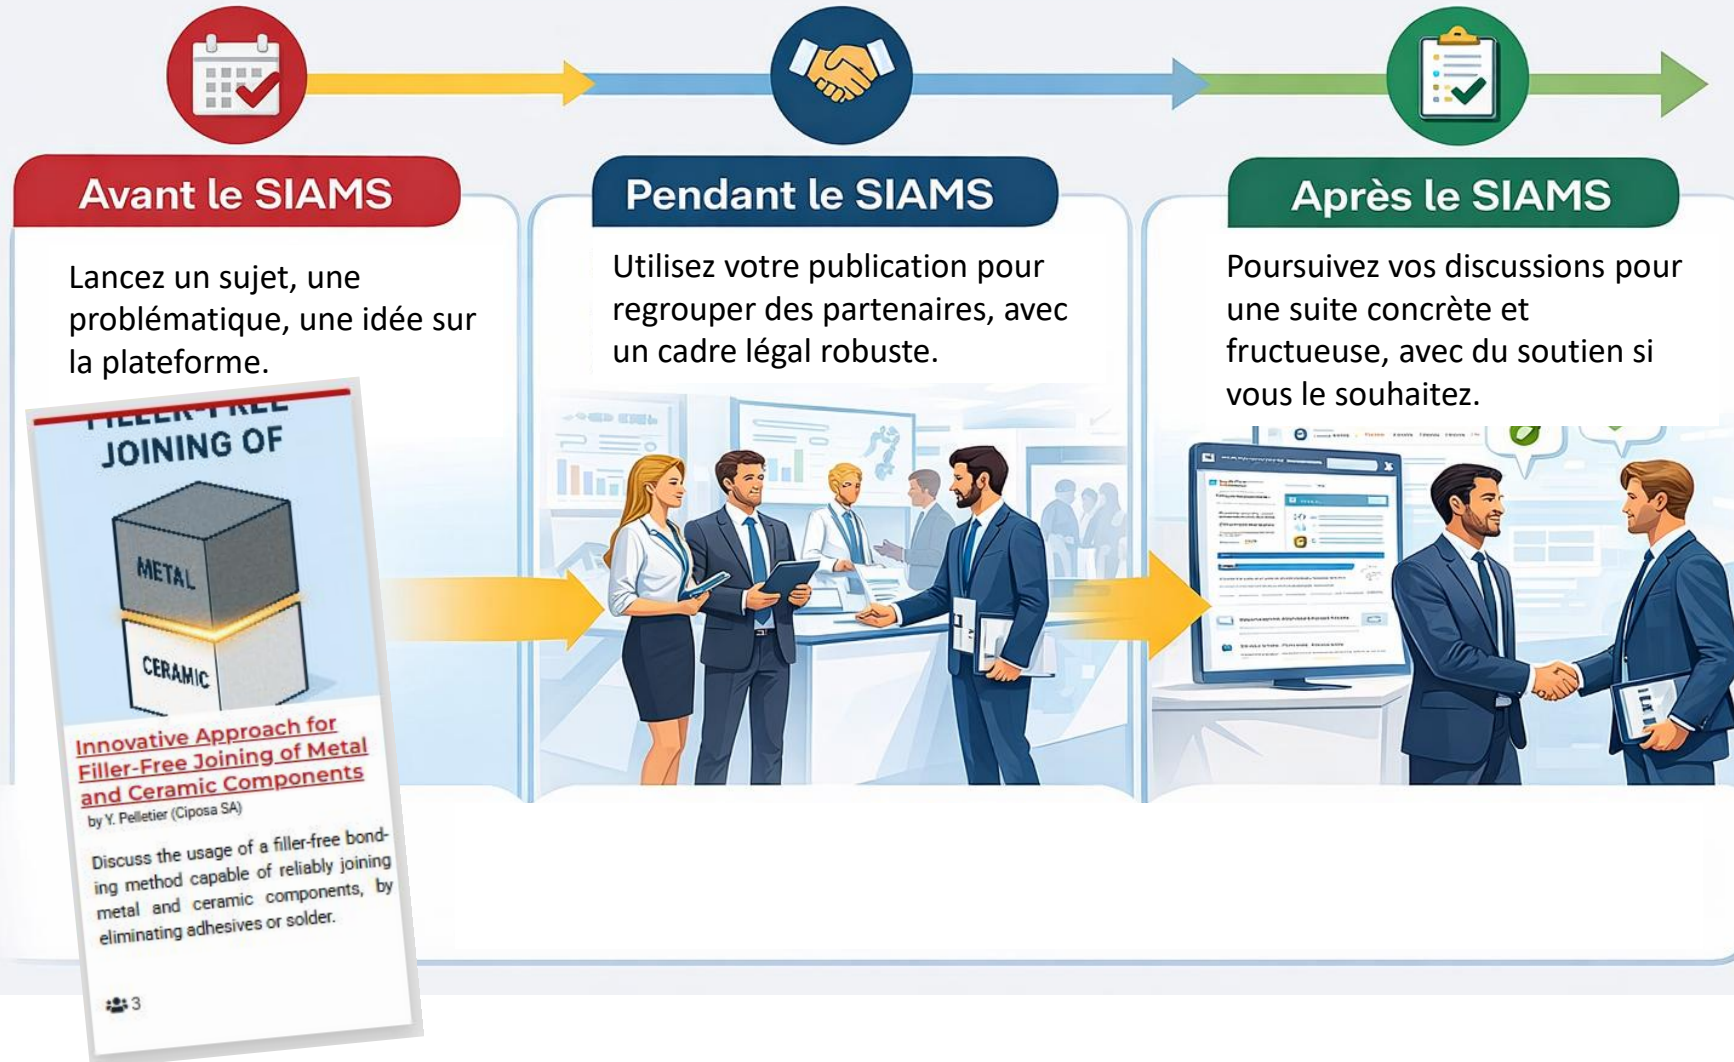 Avant le SIAMS
Lancez un sujet, une
problématique, une idée sur
la plateforme.
FILLER-FREE
JOINING OF
METAL
CERAMIC
Innovative Approach for
Filler-Free Joining of Metal
and Ceramic Components
by Y. Pelletier (Ciposa SA)
Discuss the usage of a filler-free bond-
ing method capable of reliably joining
metal and ceramic components, by
eliminating adhesives or solder.
3
Pendant le SIAMS
Utilisez votre publication pour
regrouper des partenaires, avec
un cadre légal robuste.
Après le SIAMS
Poursuivez vos discussions pour
une suite concrète et
fructueuse, avec du soutien si
vous le souhaitez.